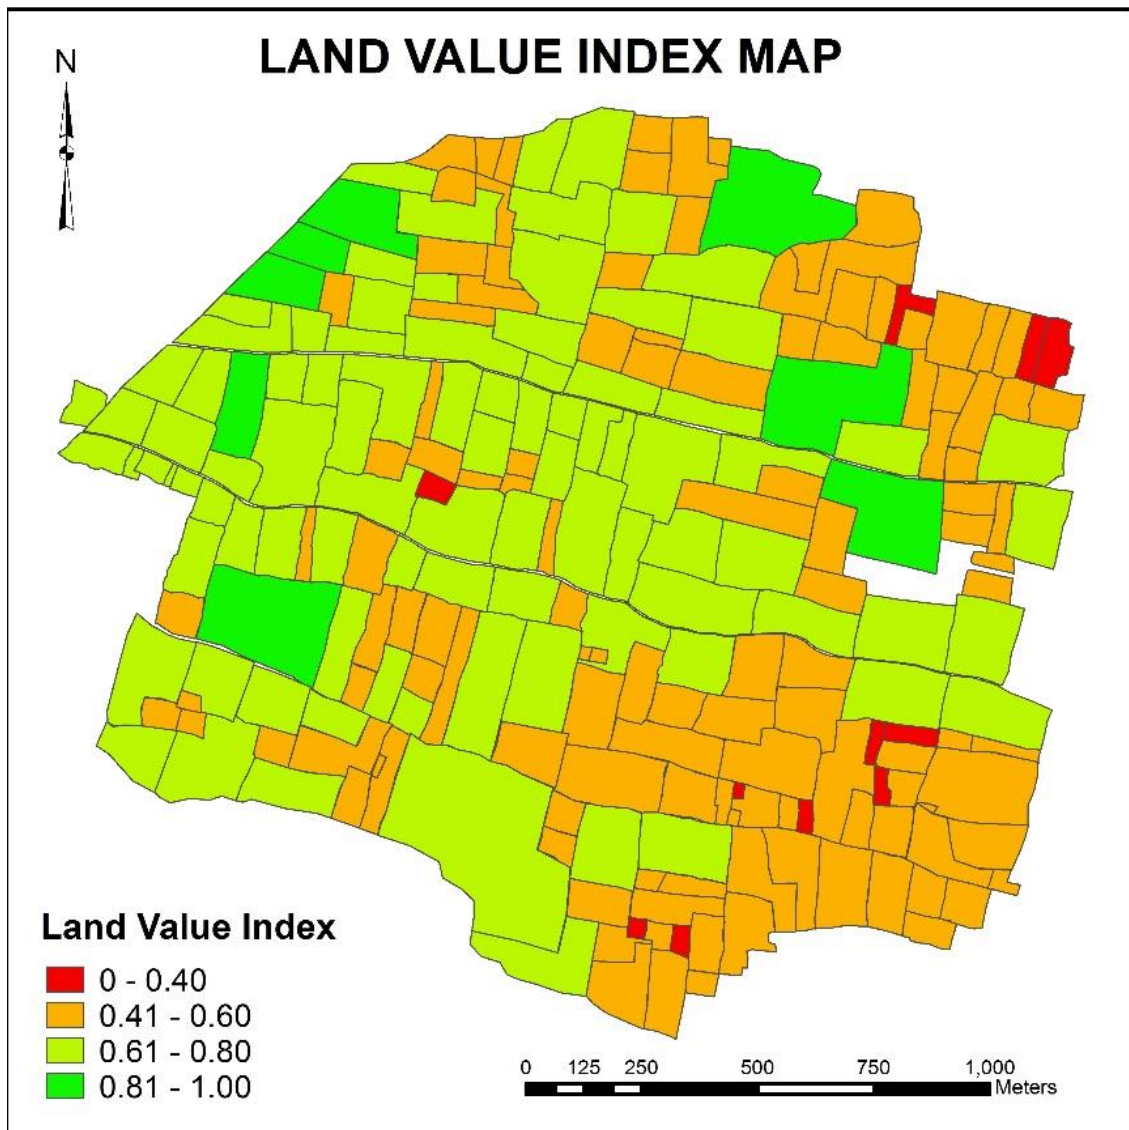 LAND VALUE INDEX MAP
N
Land Value Index
0 - 0.40
0.41 - 0.60
0.61 - 0.80
0.81 - 1.00
0 125 250 500 750 1,000
Meters